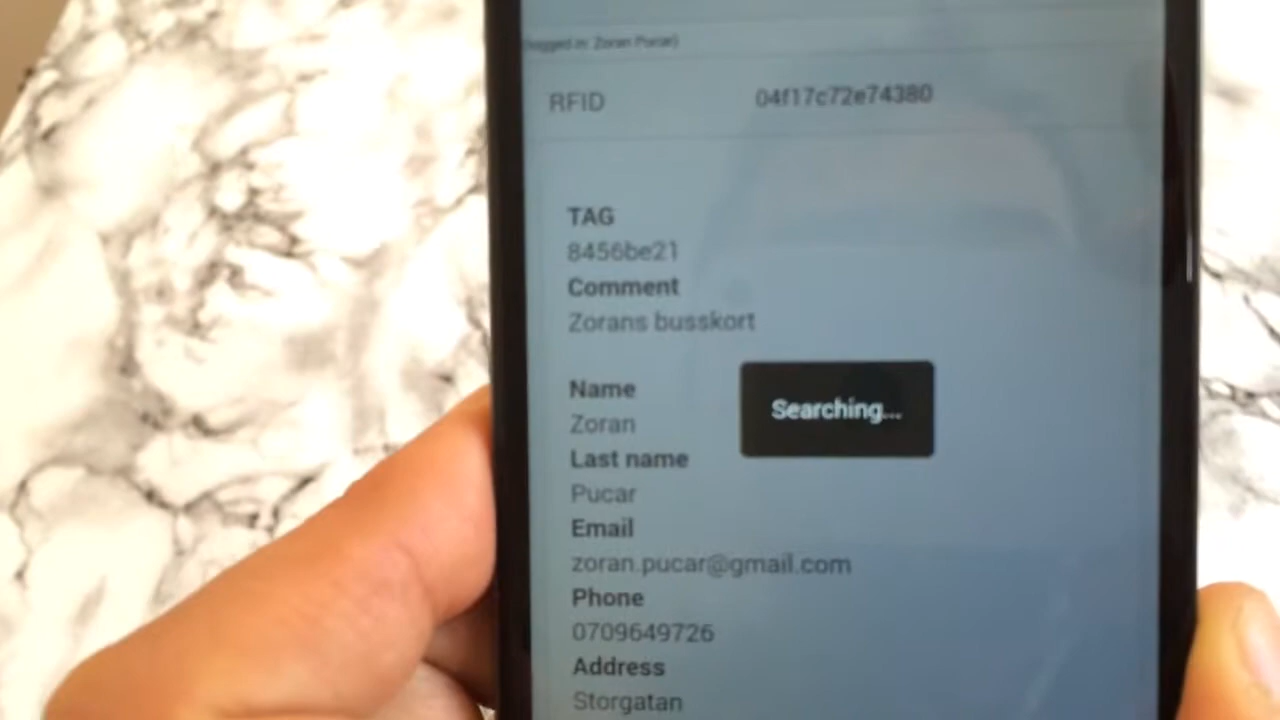 (logged in: Zoran Pucar)
RFID 04f17c72e74380
TAG
8456be21
Comment
Zorans busskort
Searching...
Name
Zoran
Last name
Pucar
Email
zoran.pucar@gmail.com
Phone
0709649726
Address
Storgatan